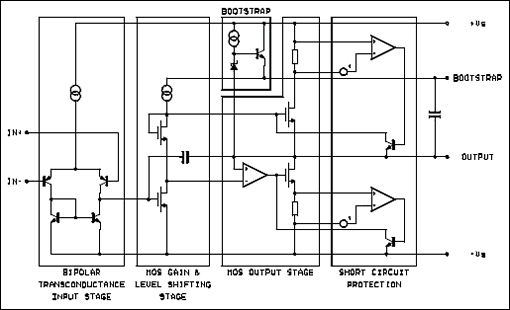 BOOTSTRAP
+Vs
BOOTSTRAP
IN+
OUTPUT
IN-
-Vs
BIPOLAR
TRANSCONDUCTANCE
INPUT STAGE
MOS GAIN &
LEVEL SHIFTING
STAGE
MOS OUTPUT STAGE
SHORT CIRCUIT
PROTECTION